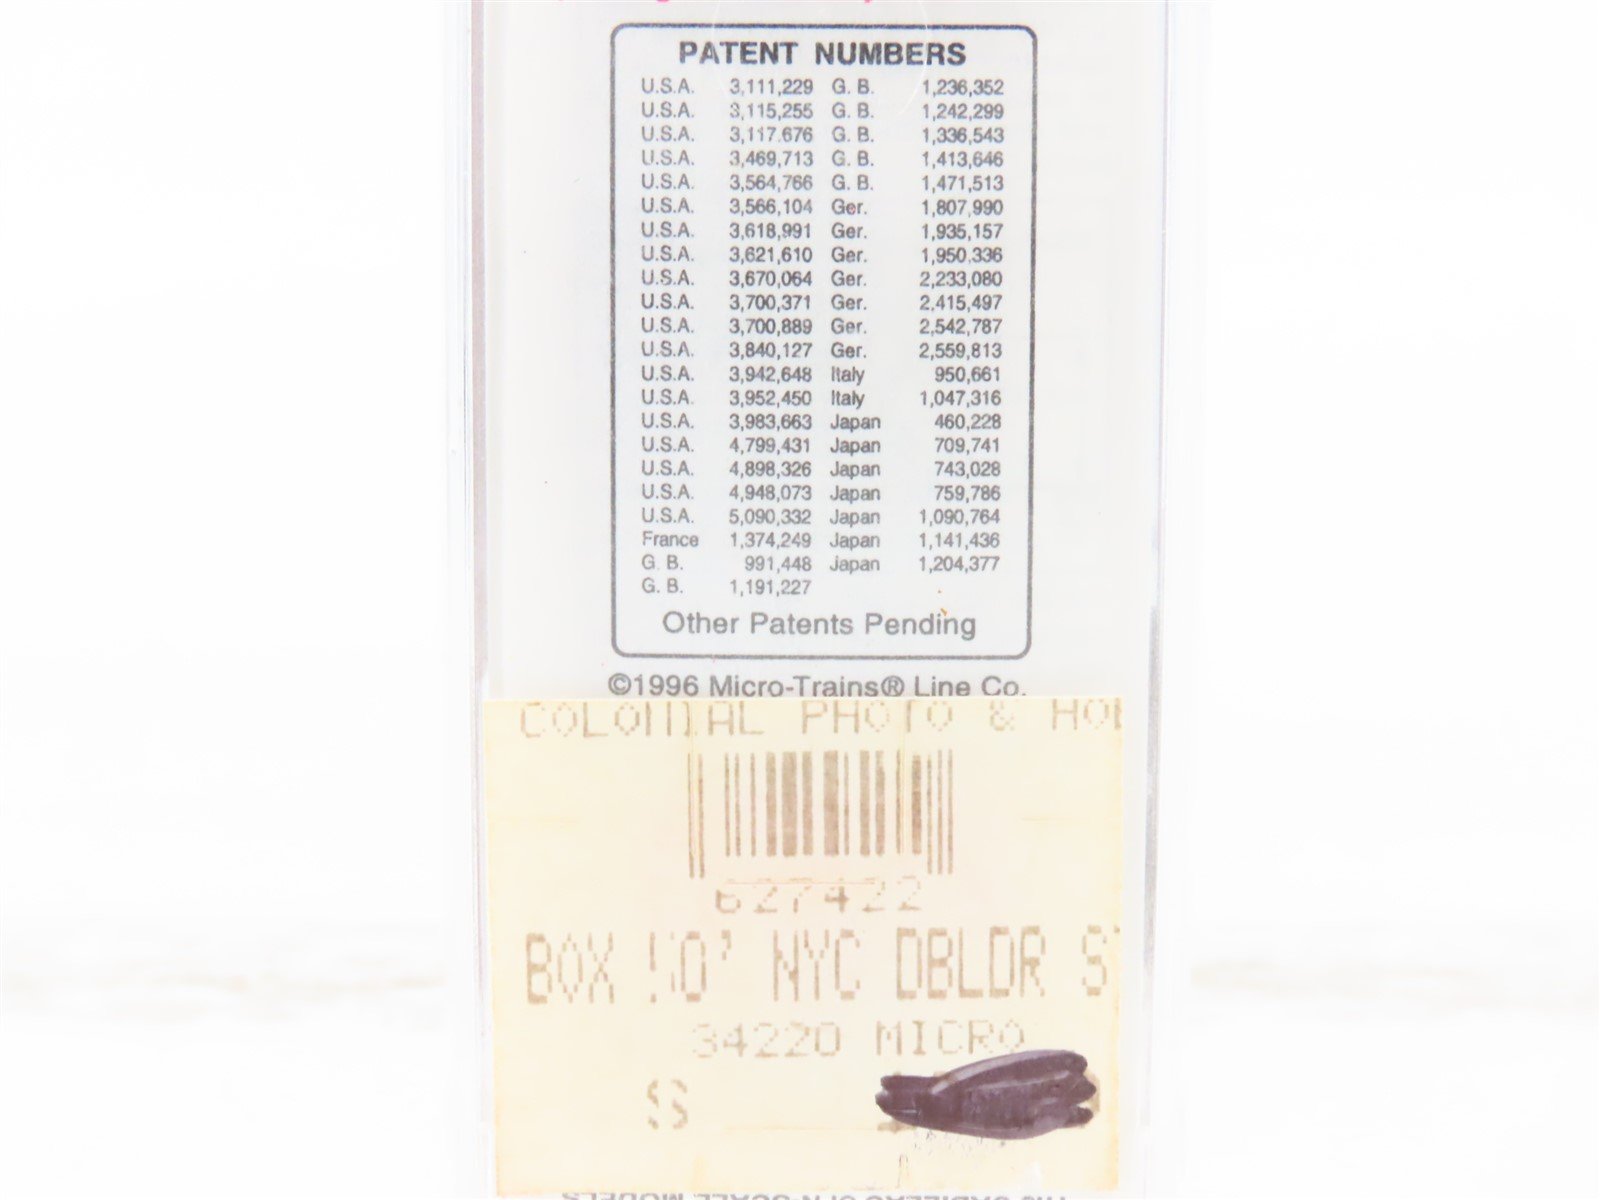 PATENT NUMBERS
U.S.A. 3,111,229 G. B. 1,236,352
U.S.A. 3,115,255 G. B. 1,242,299
U.S.A. 3,117,676 G. B. 1,336,543
U.S.A. 3,469,713 G. B. 1,413,646
U.S.A. 3,564,766 G. B. 1,471,513
U.S.A. 3,566,104 Ger. 1,807,990
U.S.A. 3,618,991 Ger. 1,935,157
U.S.A. 3,621,610 Ger. 1,950,336
U.S.A. 3,670,064 Ger. 2,233,080
U.S.A. 3,700,371 Ger. 2,415,497
U.S.A. 3,700,889 Ger. 2,542,787
U.S.A. 3,840,127 Ger. 2,559,813
U.S.A. 3,942,648 Italy 950,661
U.S.A. 3,952,450 Italy 1,047,316
U.S.A. 3,983,663 Japan 460,228
U.S.A. 4,799,431 Japan 709,741
U.S.A. 4,898,326 Japan 743,028
U.S.A. 4,948,073 Japan 759,786
U.S.A. 5,090,332 Japan 1,090,764
France 1,374,249 Japan 1,141,436
G. B. 991,448 Japan 1,204,377
G. B. 1,191,227
Other Patents Pending
©1996 Micro-Trains® Line Co.
COLONIAL PHOTO & HOB
627422
BOX 50' NYC DBLDR S
34220 MICRO
S